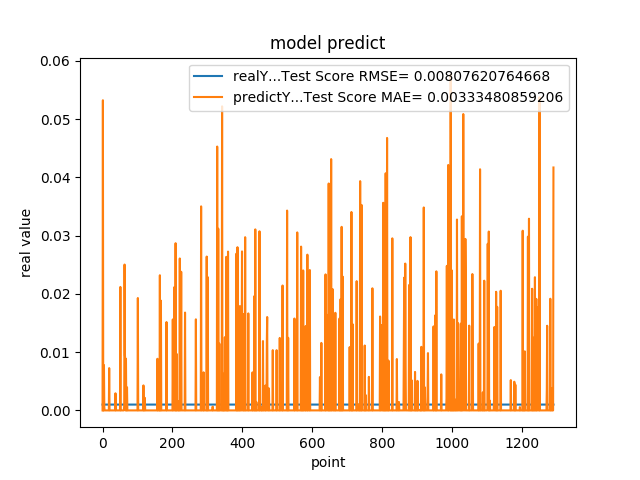 model predict
realY...Test Score RMSE= 0.00807620764668
predictY...Test Score MAE= 0.00333480859206
0.06
0.05
0.04
0.03
0.02
0.01
0.00
real value
0 200 400 600 800 1000 1200
point